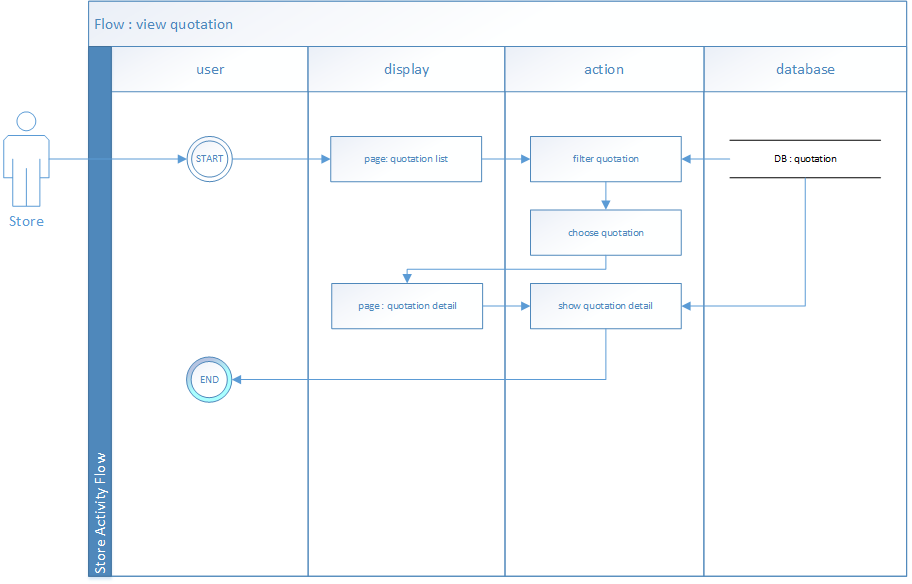 Flow : view quotation
user
display
action
database
START
page: quotation list
filter quotation
DB : quotation
Store
choose quotation
page : quotation detail
show quotation detail
END
Store Activity Flow